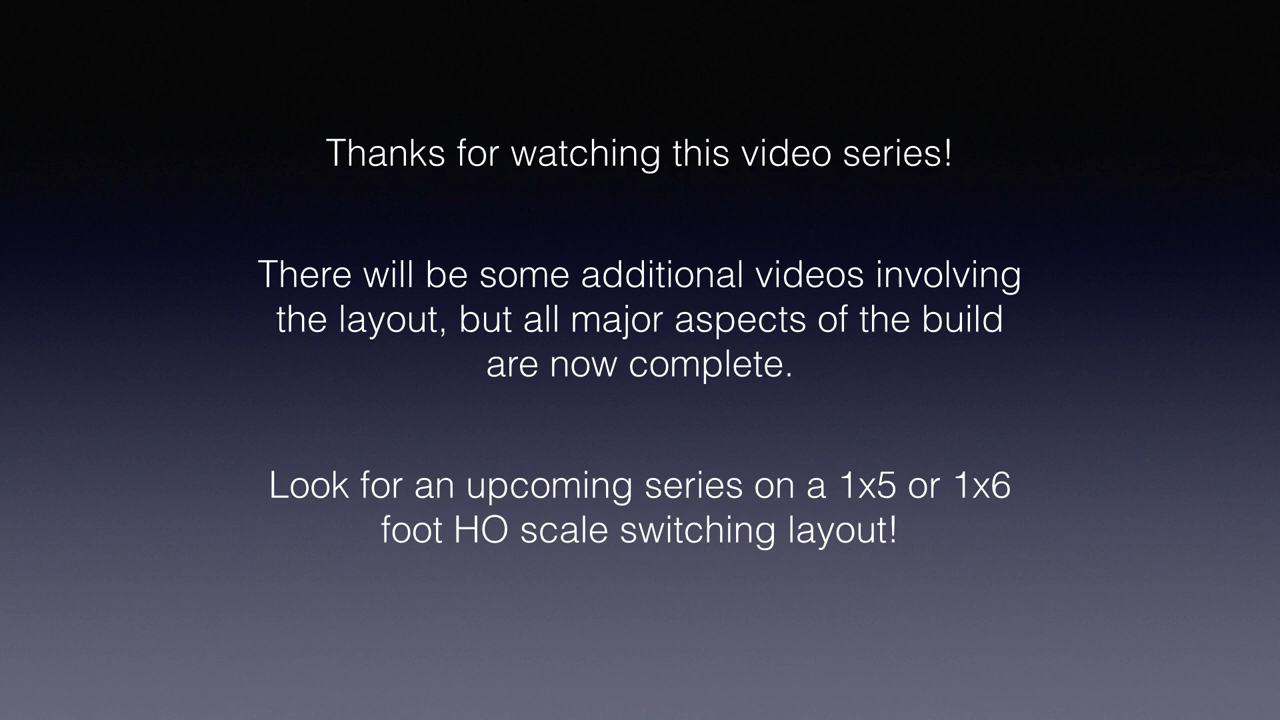 Thanks for watching this video series!
There will be some additional videos involving
the layout, but all major aspects of the build
are now complete.
Look for an upcoming series on a 1x5 or 1x6
foot HO scale switching layout!